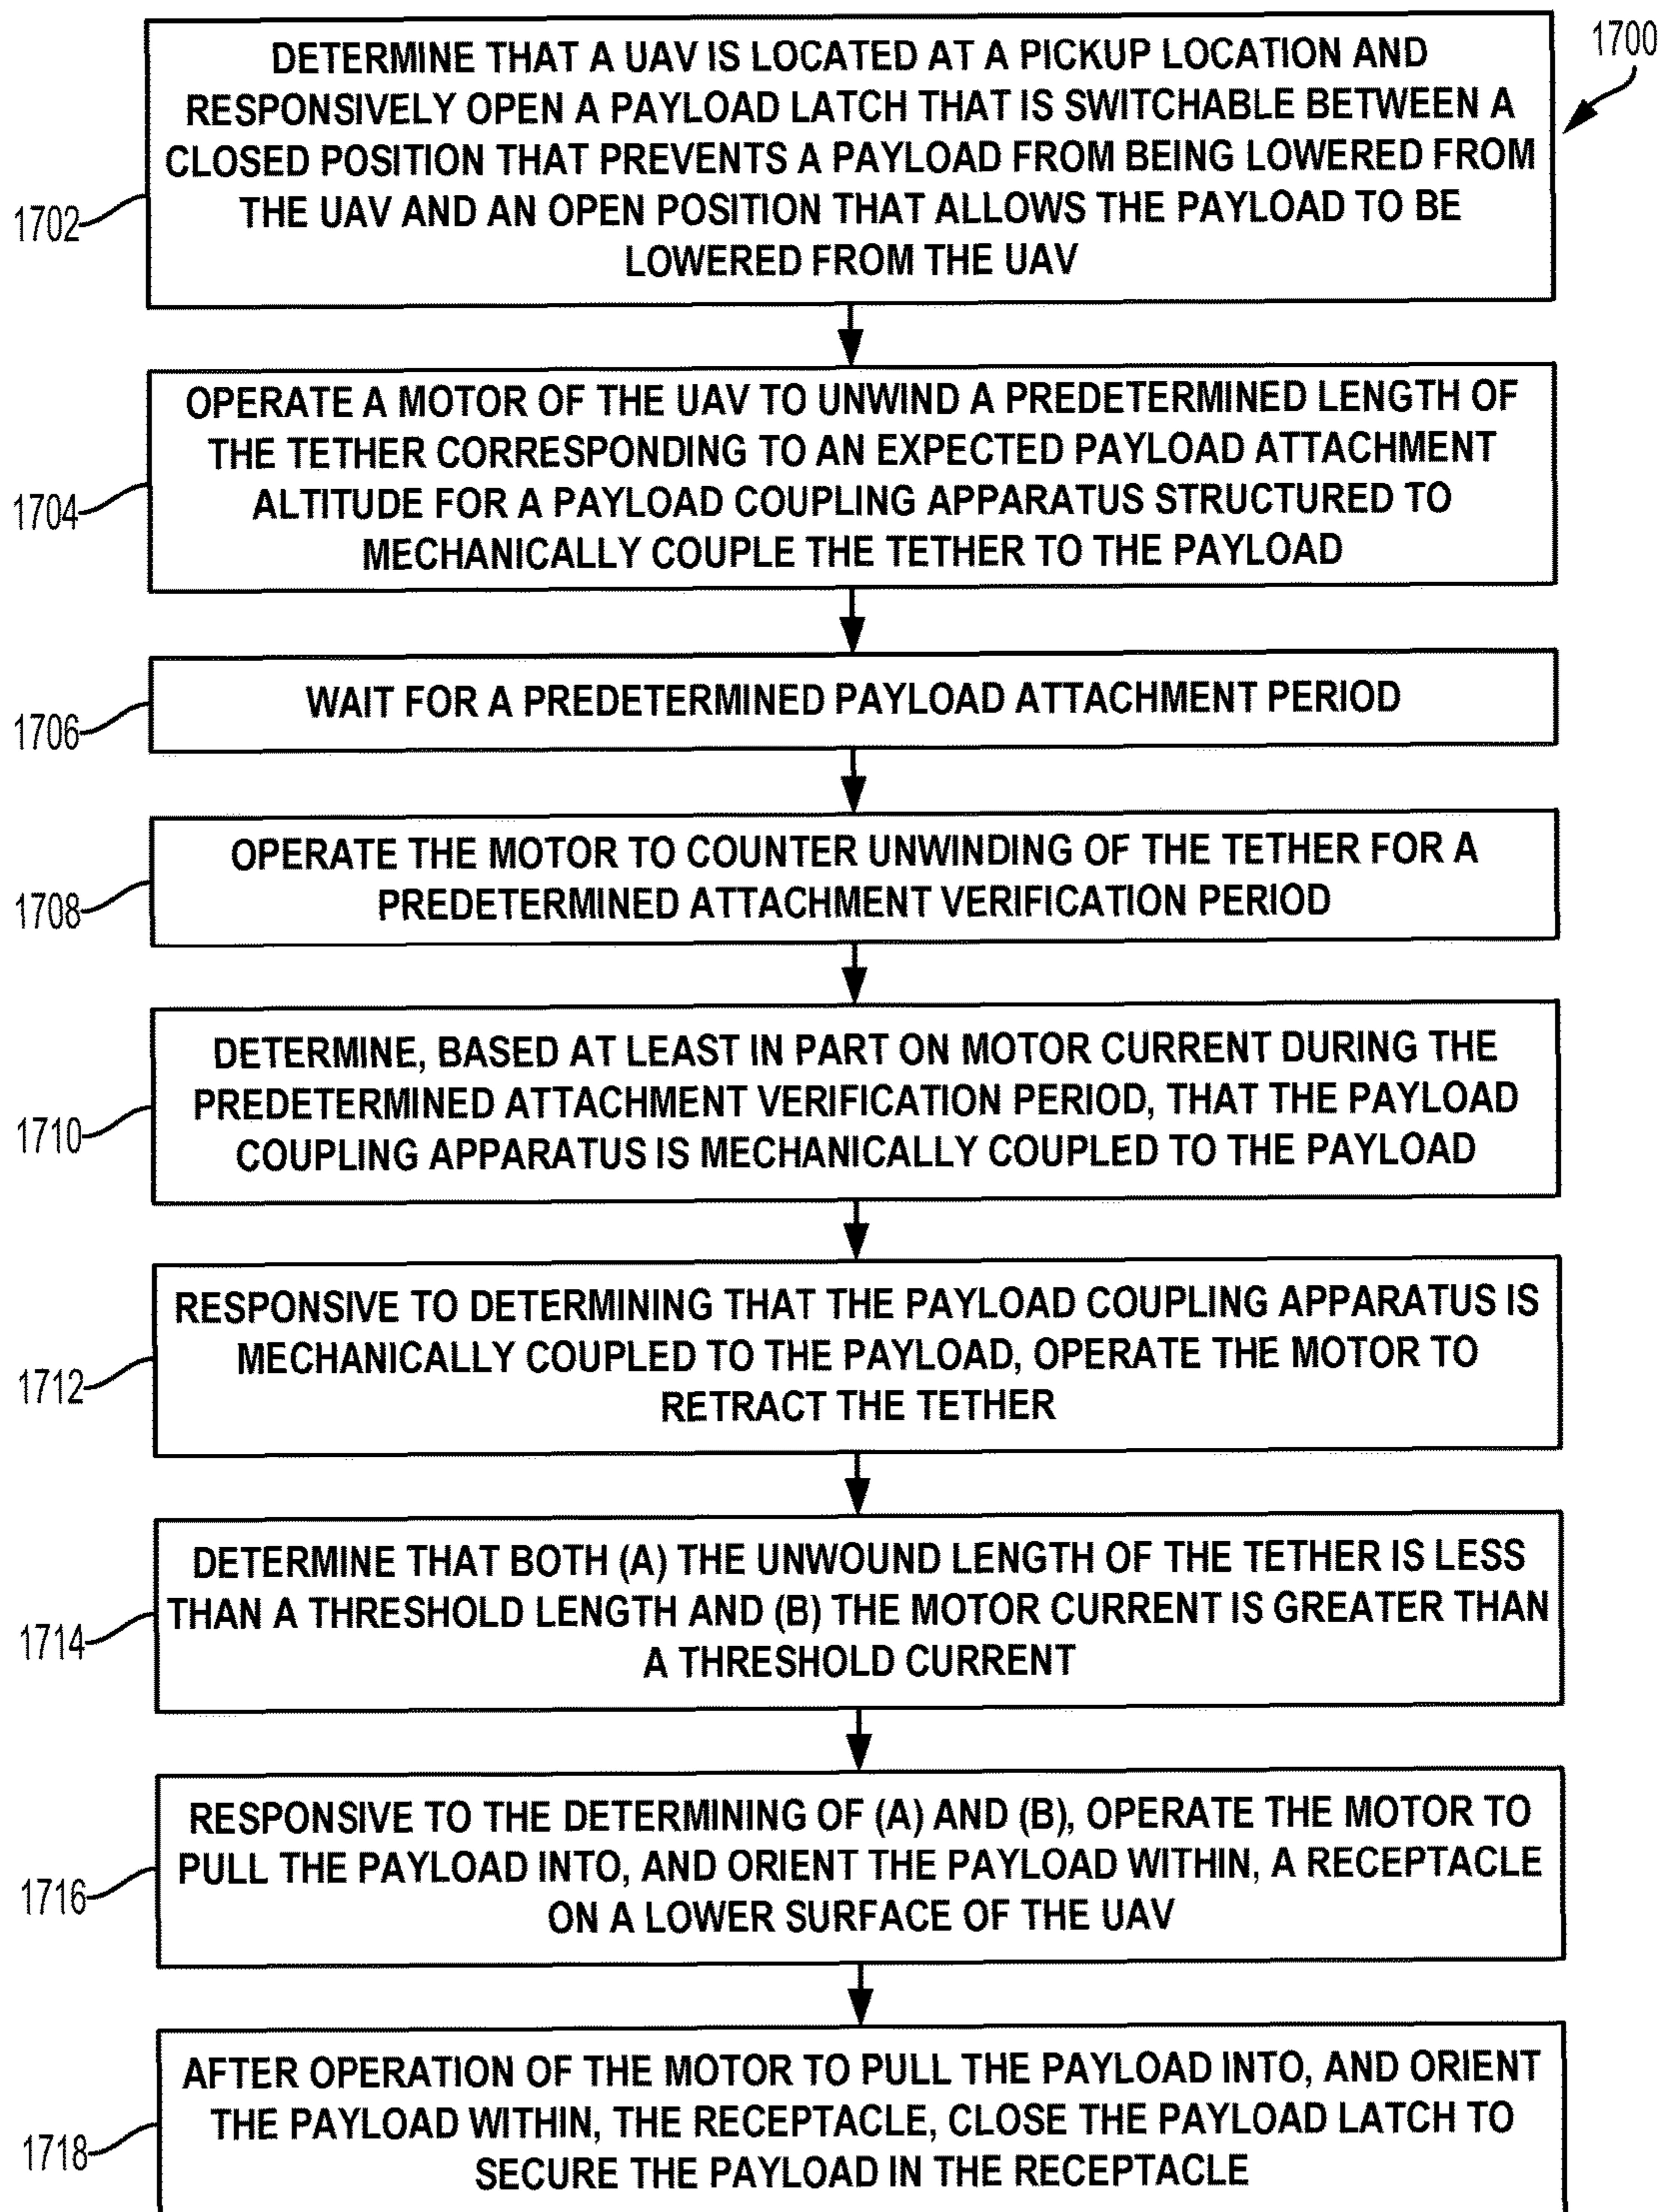 1700
DETERMINE THAT A UAV IS LOCATED AT A PICKUP LOCATION AND
RESPONSIVELY OPEN A PAYLOAD LATCH THAT IS SWITCHABLE BETWEEN A
CLOSED POSITION THAT PREVENTS A PAYLOAD FROM BEING LOWERED FROM
THE UAV AND AN OPEN POSITION THAT ALLOWS THE PAYLOAD TO BE
LOWERED FROM THE UAV
1702
OPERATE A MOTOR OF THE UAV TO UNWIND A PREDETERMINED LENGTH OF
THE TETHER CORRESPONDING TO AN EXPECTED PAYLOAD ATTACHMENT
ALTITUDE FOR A PAYLOAD COUPLING APPARATUS STRUCTURED TO
MECHANICALLY COUPLE THE TETHER TO THE PAYLOAD
1704
WAIT FOR A PREDETERMINED PAYLOAD ATTACHMENT PERIOD
1706
OPERATE THE MOTOR TO COUNTER UNWINDING OF THE TETHER FOR A
PREDETERMINED ATTACHMENT VERIFICATION PERIOD
1708
DETERMINE, BASED AT LEAST IN PART ON MOTOR CURRENT DURING THE
PREDETERMINED ATTACHMENT VERIFICATION PERIOD, THAT THE PAYLOAD
COUPLING APPARATUS IS MECHANICALLY COUPLED TO THE PAYLOAD
1710
RESPONSIVE TO DETERMINING THAT THE PAYLOAD COUPLING APPARATUS IS
MECHANICALLY COUPLED TO THE PAYLOAD, OPERATE THE MOTOR TO
RETRACT THE TETHER
1712
DETERMINE THAT BOTH (A) THE UNWOUND LENGTH OF THE TETHER IS LESS
THAN A THRESHOLD LENGTH AND (B) THE MOTOR CURRENT IS GREATER THAN
A THRESHOLD CURRENT
1714
RESPONSIVE TO THE DETERMINING OF (A) AND (B), OPERATE THE MOTOR TO
PULL THE PAYLOAD INTO, AND ORIENT THE PAYLOAD WITHIN, A RECEPTACLE
ON A LOWER SURFACE OF THE UAV
1716
AFTER OPERATION OF THE MOTOR TO PULL THE PAYLOAD INTO, AND ORIENT
THE PAYLOAD WITHIN, THE RECEPTACLE, CLOSE THE PAYLOAD LATCH TO
SECURE THE PAYLOAD IN THE RECEPTACLE
1718